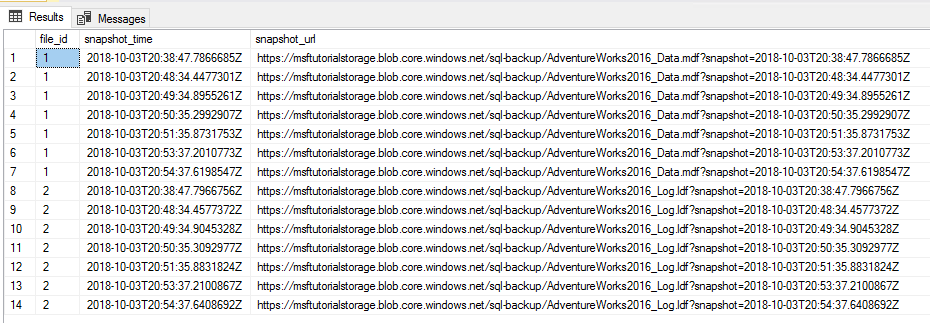 Results Messages
file_id snapshot_time snapshot_url
1 1 2018-10-03T20:38:47.7866685Z https://msftutorialstorage.blob.core.windows.net/sql-backup/AdventureWorks2016_Data.mdf?snapshot=2018-10-03T20:38:47.7866685Z
2 1 2018-10-03T20:48:34.4477301Z https://msftutorialstorage.blob.core.windows.net/sql-backup/AdventureWorks2016_Data.mdf?snapshot=2018-10-03T20:48:34.4477301Z
3 1 2018-10-03T20:49:34.8955261Z https://msftutorialstorage.blob.core.windows.net/sql-backup/AdventureWorks2016_Data.mdf?snapshot=2018-10-03T20:49:34.8955261Z
4 1 2018-10-03T20:50:35.2992907Z https://msftutorialstorage.blob.core.windows.net/sql-backup/AdventureWorks2016_Data.mdf?snapshot=2018-10-03T20:50:35.2992907Z
5 1 2018-10-03T20:51:35.8731753Z https://msftutorialstorage.blob.core.windows.net/sql-backup/AdventureWorks2016_Data.mdf?snapshot=2018-10-03T20:51:35.8731753Z
6 1 2018-10-03T20:53:37.2010773Z https://msftutorialstorage.blob.core.windows.net/sql-backup/AdventureWorks2016_Data.mdf?snapshot=2018-10-03T20:53:37.2010773Z
7 1 2018-10-03T20:54:37.6198547Z https://msftutorialstorage.blob.core.windows.net/sql-backup/AdventureWorks2016_Data.mdf?snapshot=2018-10-03T20:54:37.6198547Z
8 2 2018-10-03T20:38:47.7966756Z https://msftutorialstorage.blob.core.windows.net/sql-backup/AdventureWorks2016_Log.ldf?snapshot=2018-10-03T20:38:47.7966756Z
9 2 2018-10-03T20:48:34.4577372Z https://msftutorialstorage.blob.core.windows.net/sql-backup/AdventureWorks2016_Log.ldf?snapshot=2018-10-03T20:48:34.4577372Z
10 2 2018-10-03T20:49:34.9045328Z https://msftutorialstorage.blob.core.windows.net/sql-backup/AdventureWorks2016_Log.ldf?snapshot=2018-10-03T20:49:34.9045328Z
11 2 2018-10-03T20:50:35.3092977Z https://msftutorialstorage.blob.core.windows.net/sql-backup/AdventureWorks2016_Log.ldf?snapshot=2018-10-03T20:50:35.3092977Z
12 2 2018-10-03T20:51:35.8831824Z https://msftutorialstorage.blob.core.windows.net/sql-backup/AdventureWorks2016_Log.ldf?snapshot=2018-10-03T20:51:35.8831824Z
13 2 2018-10-03T20:53:37.2100867Z https://msftutorialstorage.blob.core.windows.net/sql-backup/AdventureWorks2016_Log.ldf?snapshot=2018-10-03T20:53:37.2100867Z
14 2 2018-10-03T20:54:37.6408692Z https://msftutorialstorage.blob.core.windows.net/sql-backup/AdventureWorks2016_Log.ldf?snapshot=2018-10-03T20:54:37.6408692Z